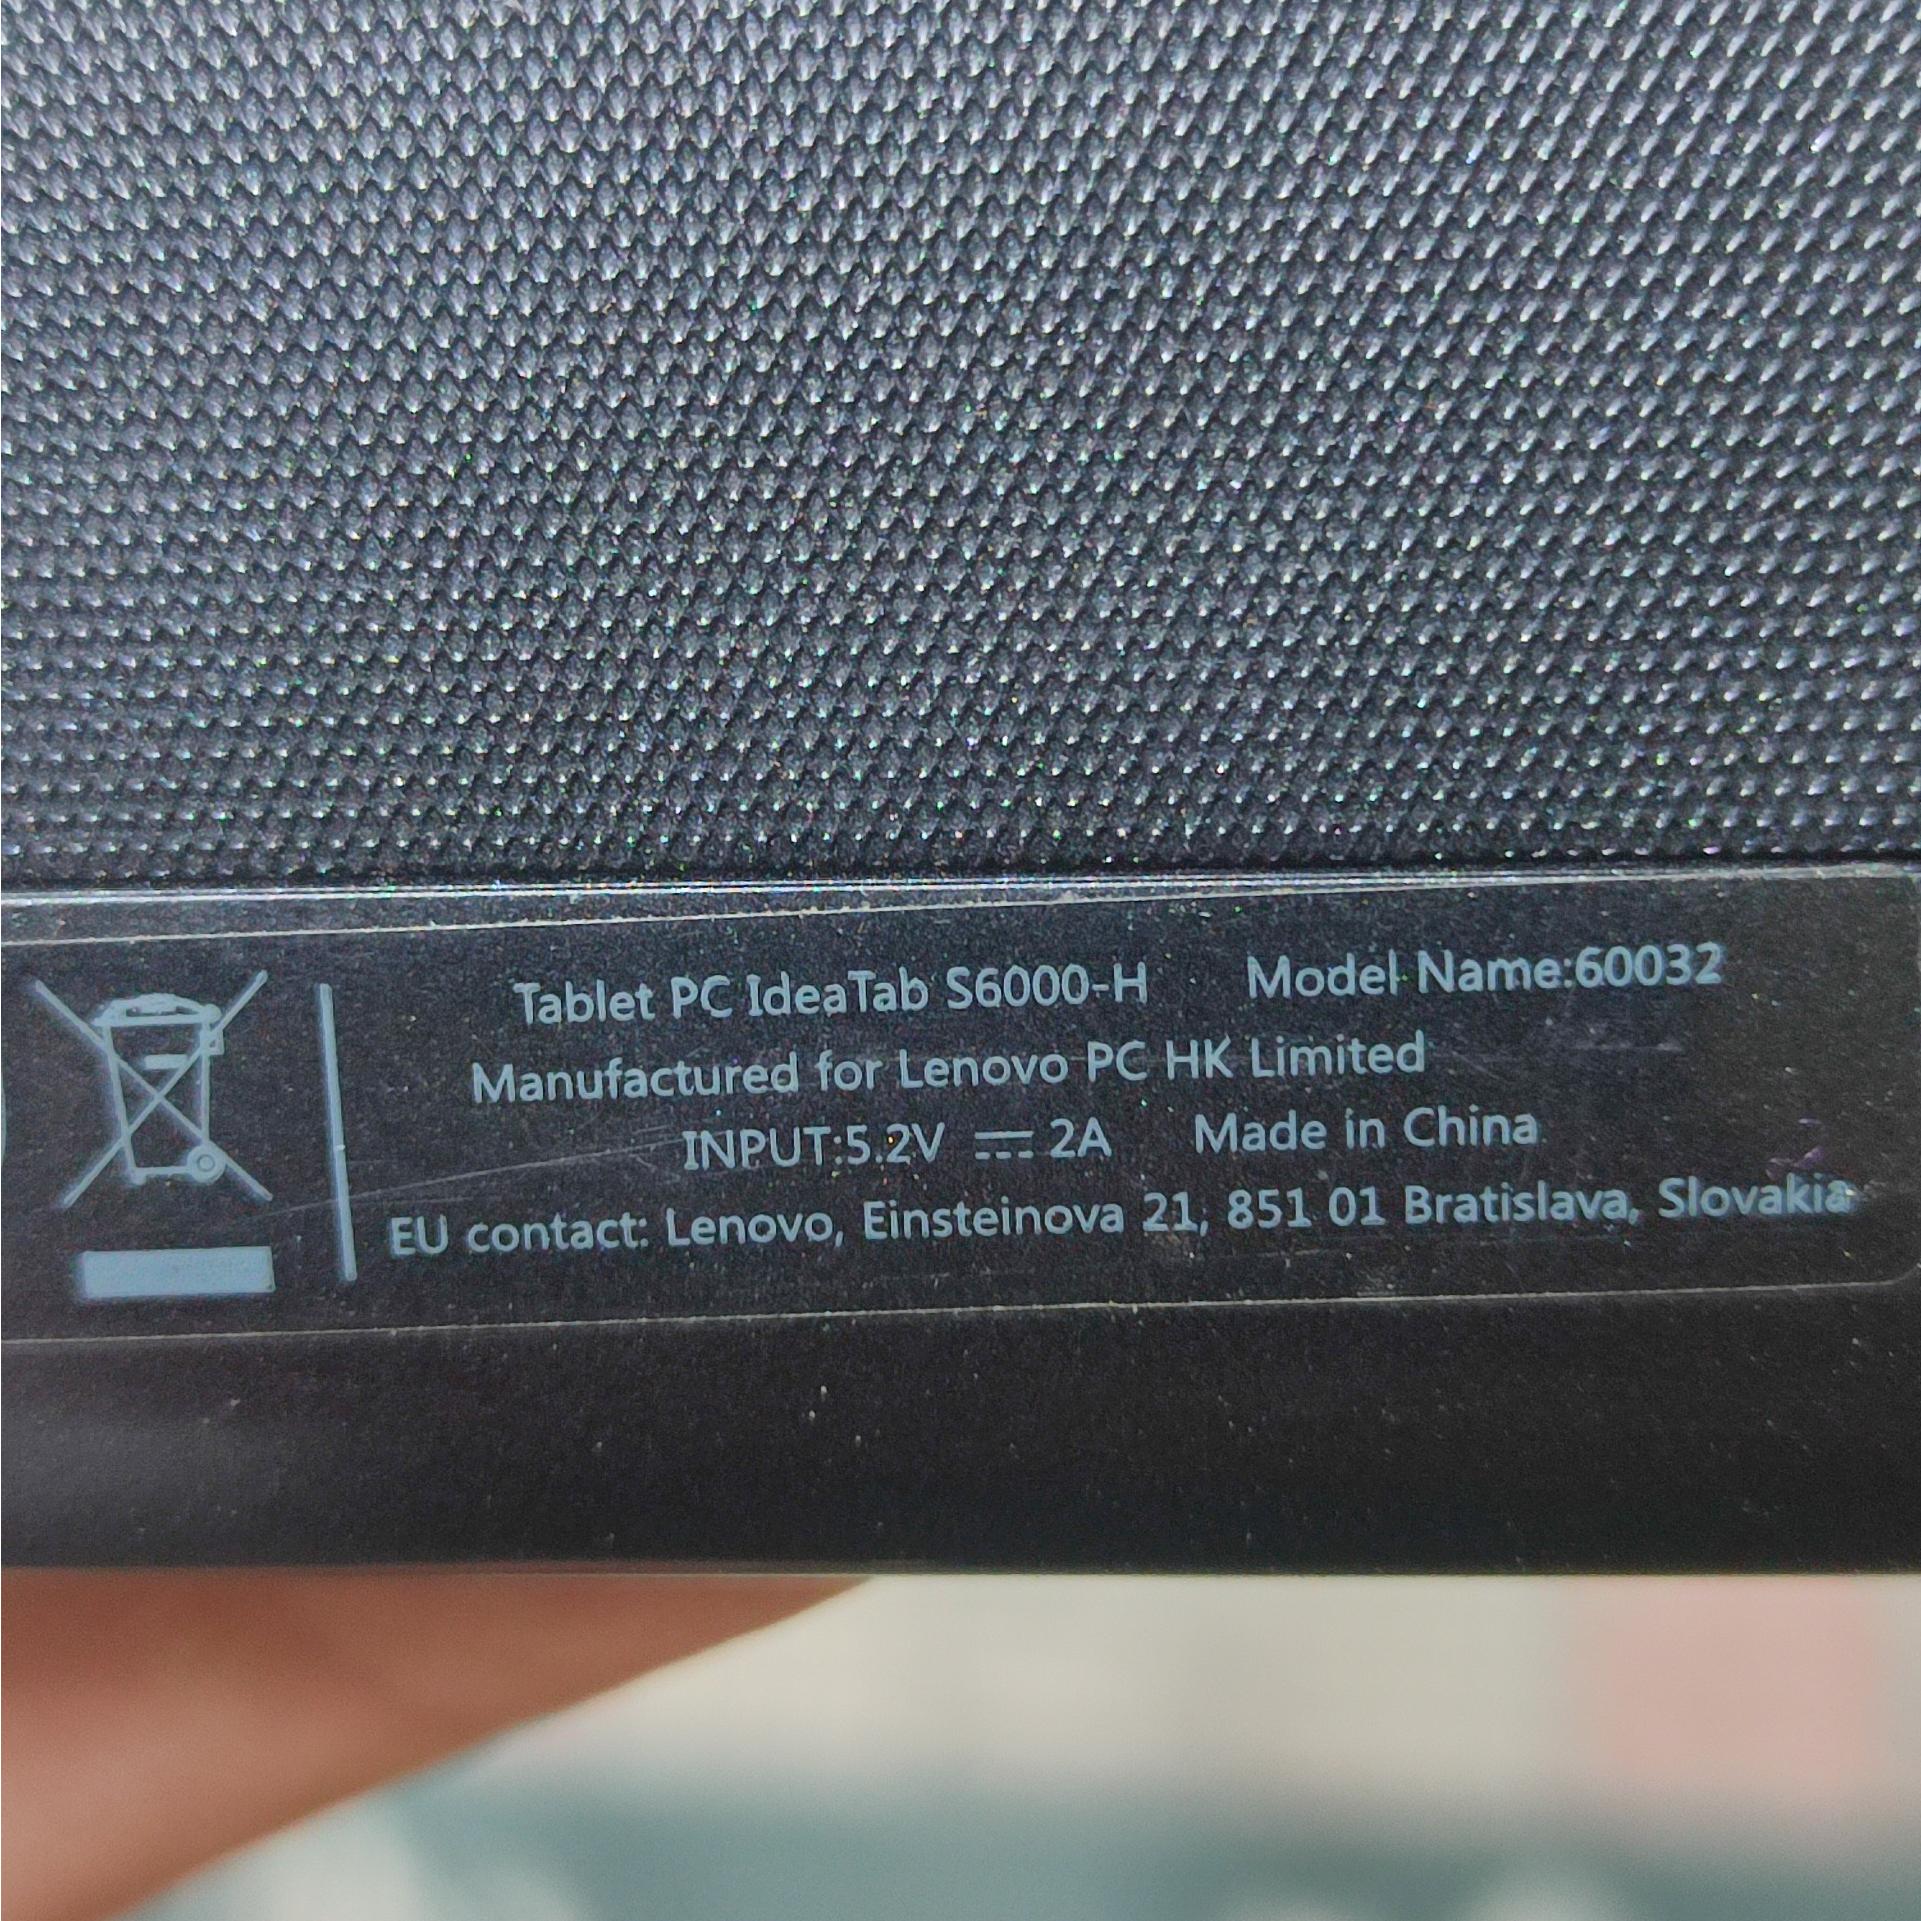 Tablet PC IdeaTab S6000-H Model Name:60032
Manufactured for Lenovo PC HK Limited
INPUT:5.2V ⎓ 2A Made in China
EU contact: Lenovo, Einsteinova 21, 851 01 Bratislava, Slovakia